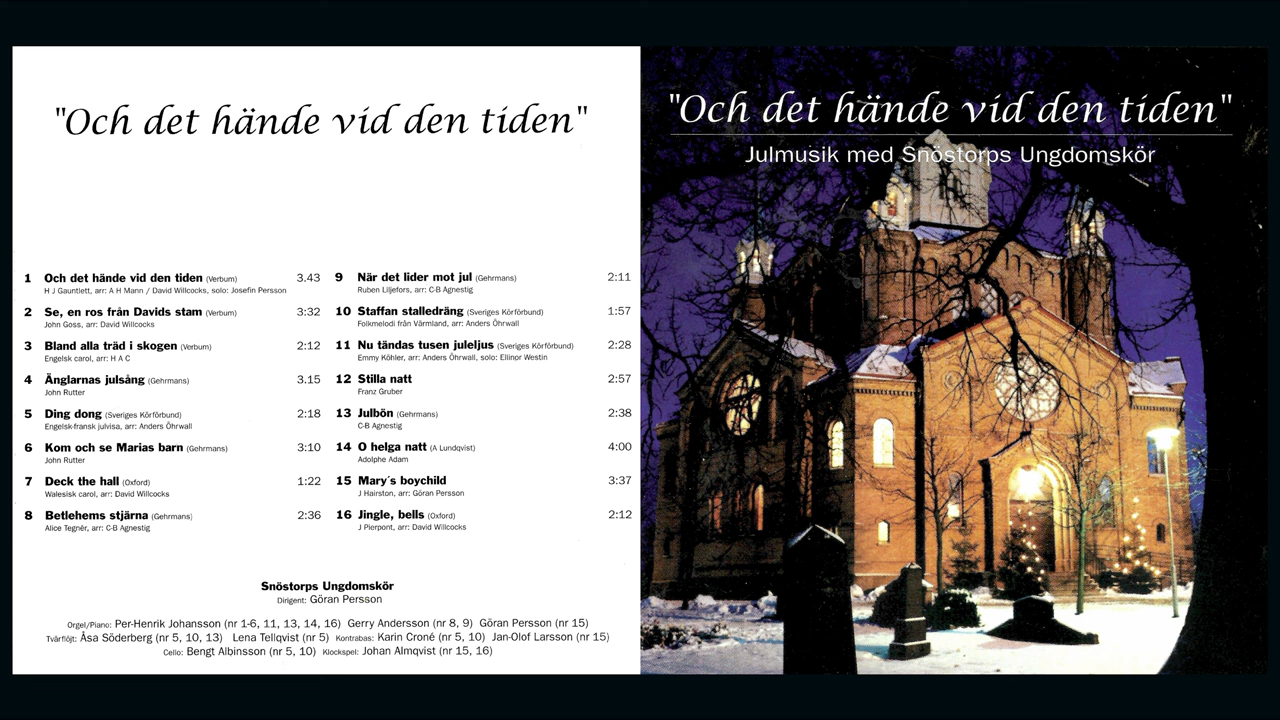 "Och det hände vid den tiden"
1 Och det hände vid den tiden (Verbum) 3.43
H J Gauntlett, arr: A H Mann / David Willcocks, solo: Josefin Persson
2 Se, en ros från Davids stam (Verbum) 3:32
John Goss, arr: David Willcocks
3 Bland alla träd i skogen (Verbum) 2:12
Engelsk carol, arr: H A C
4 Änglarnas julsång (Gehrmans) 3.15
John Rutter
5 Ding dong (Sveriges Körförbund) 2:18
Engelsk-fransk julvisa, arr: Anders Öhrwall
6 Kom och se Marias barn (Gehrmans) 3:10
John Rutter
7 Deck the hall (Oxford) 1:22
Walesisk carol, arr: David Willcocks
8 Betlehems stjärna (Gehrmans) 2:36
Alice Tegnér, arr: C-B Agnestig
9 När det lider mot jul (Gehrmans) 2:11
Ruben Liljefors, arr: C-B Agnestig
10 Staffan stalledräng (Sveriges Körförbund) 1:57
Folkmelodi från Värmland, arr: Anders Öhrwall
11 Nu tändas tusen juleljus (Sveriges Körförbund) 2:28
Emmy Köhler, arr: Anders Öhrwall, solo: Ellinor Westin
12 Stilla natt 2:57
Franz Gruber
13 Julbön (Gehrmans) 2:38
C-B Agnestig
14 O helga natt (A Lundqvist) 4:00
Adolphe Adam
15 Mary´s boychild 3:37
J Hairston, arr: Göran Persson
16 Jingle, bells (Oxford) 2:12
J Pierpont, arr: David Willcocks
Snöstorps Ungdomskör
Dirigent: Göran Persson
Orgel/Piano: Per-Henrik Johansson (nr 1-6, 11, 13, 14, 16) Gerry Andersson (nr 8, 9) Göran Persson (nr 15)
Tvärflöjt: Åsa Söderberg (nr 5, 10, 13) Lena Tellqvist (nr 5) Kontrabas: Karin Croné (nr 5, 10) Jan-Olof Larsson (nr 15)
Cello: Bengt Albinsson (nr 5, 10) Klockspel: Johan Almqvist (nr 15, 16)
"Och det hände vid den tiden"
Julmusik med Snöstorps Ungdomskör